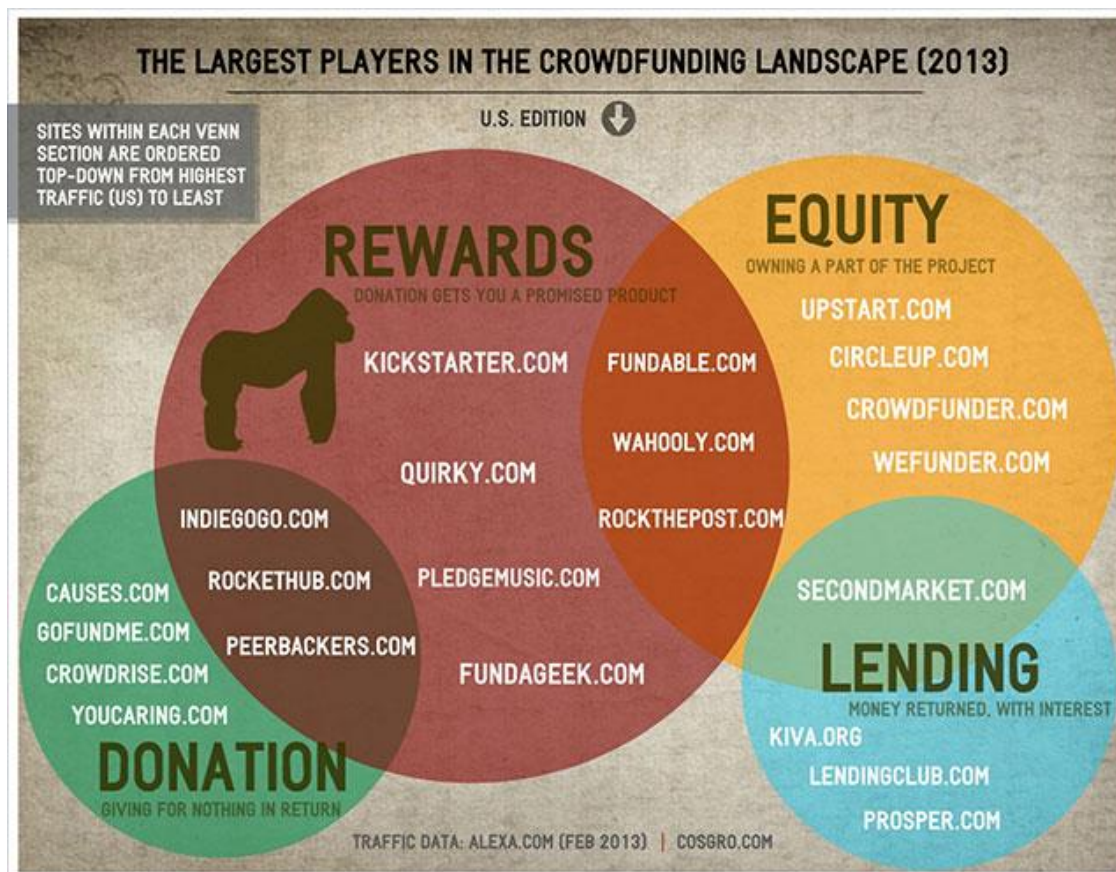 THE LARGEST PLAYERS IN THE CROWDFUNDING LANDSCAPE (2013)
U.S. EDITION
SITES WITHIN EACH VENN
SECTION ARE ORDERED
TOP-DOWN FROM HIGHEST
TRAFFIC (US) TO LEAST
REWARDS
DONATION GETS YOU A PROMISED PRODUCT
KICKSTARTER.COM
QUIRKY.COM
PLEDGEMUSIC.COM
FUNDAGEEK.COM
FUNDABLE.COM
WAHOOLY.COM
ROCKTHEPOST.COM
EQUITY
OWNING A PART OF THE PROJECT
UPSTART.COM
CIRCLEUP.COM
CROWDFUNDER.COM
WEFUNDER.COM
SECONDMARKET.COM
LENDING
MONEY RETURNED, WITH INTEREST
KIVA.ORG
LENDINGCLUB.COM
PROSPER.COM
INDIEGOGO.COM
ROCKETHUB.COM
PEERBACKERS.COM
CAUSES.COM
GOFUNDME.COM
CROWDRISE.COM
YOUCARING.COM
DONATION
GIVING FOR NOTHING IN RETURN
TRAFFIC DATA: ALEXA.COM (FEB 2013) | COSGRO.COM